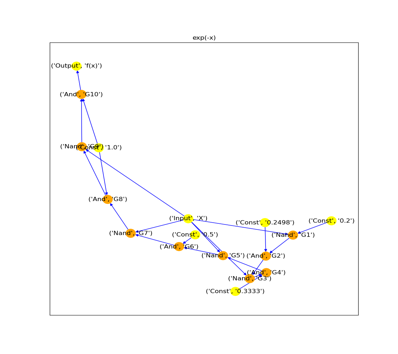 exp(-x)
('Output', 'f(x)')
('And', 'G10')
('Nand', 'G9')
('Const', '1.0')
('And', 'G8')
('Input', 'X')
('Const', '0.2')
('Const', '0.2498')
('Nand', 'G7')
('Const', '0.5')
('Nand', 'G1')
('And', 'G6')
('Nand', 'G5')
('And', 'G2')
('And', 'G4')
('Nand', 'G3')
('Const', '0.3333')